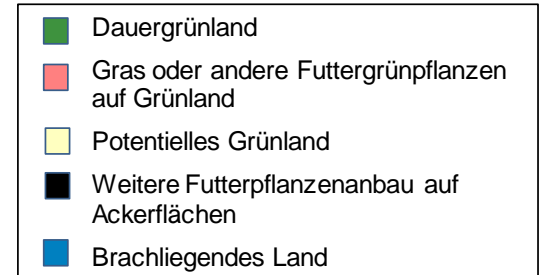 Dauergrünland
Gras oder andere Futtergrünpflanzen
auf Grünland
Potentielles Grünland
Weitere Futterpflanzenanbau auf
Ackerflächen
Brachliegendes Land